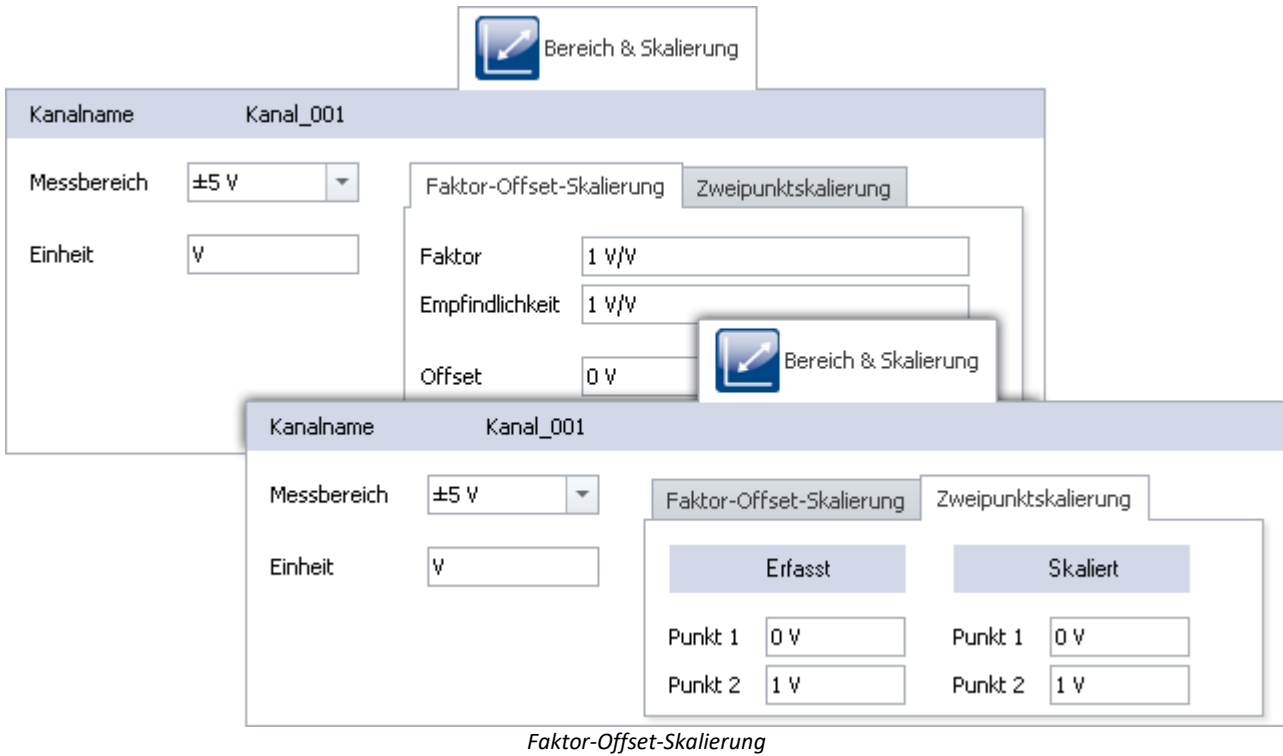 Bereich & Skalierung
Kanalname Kanal_001
Messbereich ±5 V
Faktor-Offset-Skalierung Zweipunktskalierung
Einheit V
Faktor 1 V/V
Empfindlichkeit 1 V/V
Offset 0 V
Bereich & Skalierung
Kanalname Kanal_001
Messbereich ±5 V
Faktor-Offset-Skalierung Zweipunktskalierung
Einheit V
Erfasst Skaliert
Punkt 1 0 V Punkt 1 0 V
Punkt 2 1 V Punkt 2 1 V
Faktor-Offset-Skalierung